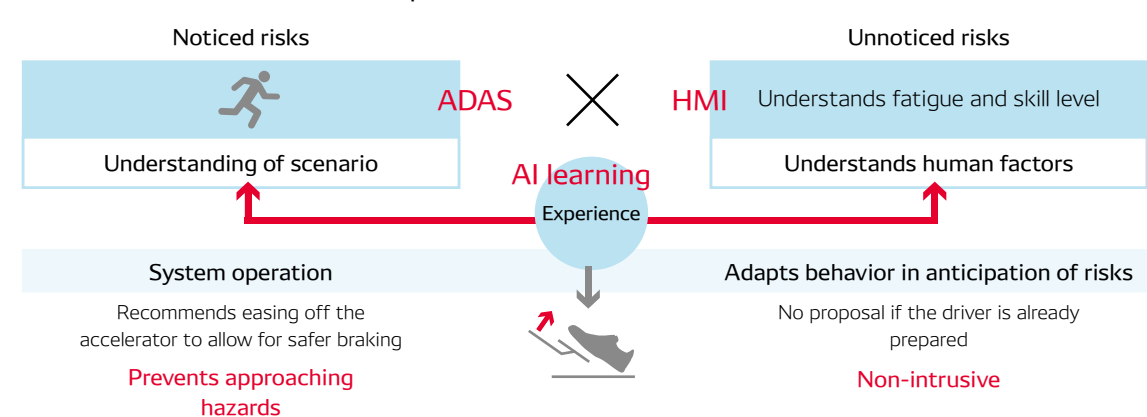 Noticed risks
Unnoticed risks
ADAS
HMI
Understands fatigue and skill level
Understanding of scenario
Understands human factors
AI learning
Experience
System operation
Adapts behavior in anticipation of risks
Recommends easing off the
accelerator to allow for safer braking
No proposal if the driver is already
prepared
Prevents approaching
hazards
Non-intrusive